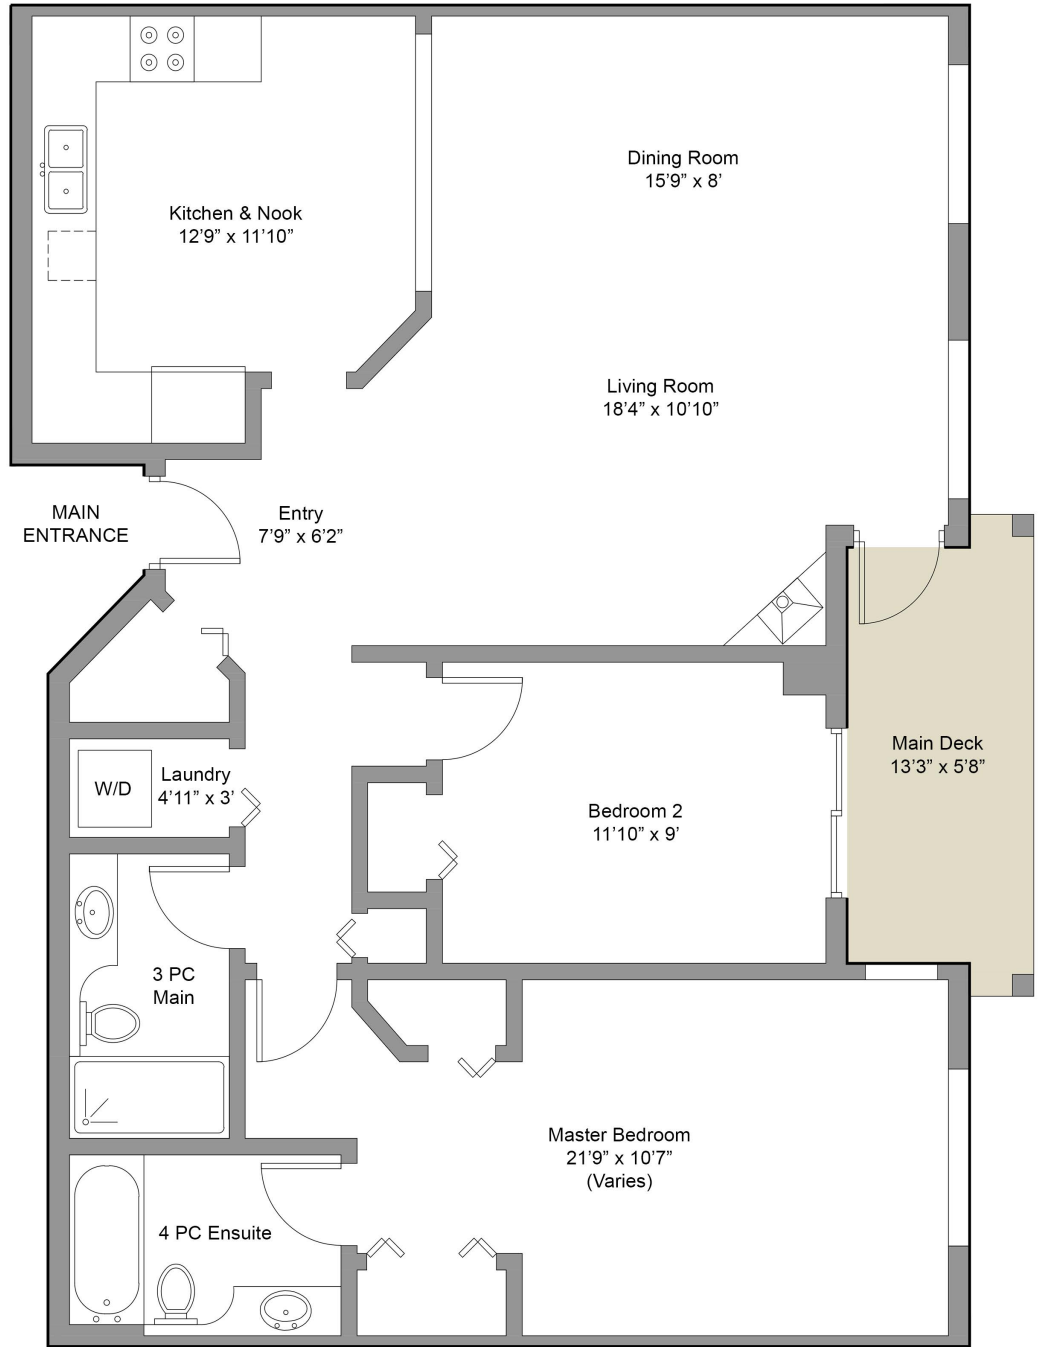 Dining Room
15’9” x 8’
Kitchen & Nook
12’9” x 11’10”
Living Room
18’4” x 10’10”
MAIN
ENTRANCE
Entry
7’9” x 6’2”
Main Deck
13’3” x 5’8”
W/D
Laundry
4’11” x 3’
Bedroom 2
11’10” x 9’
3 PC
Main
Master Bedroom
21’9” x 10’7”
(Varies)
4 PC Ensuite